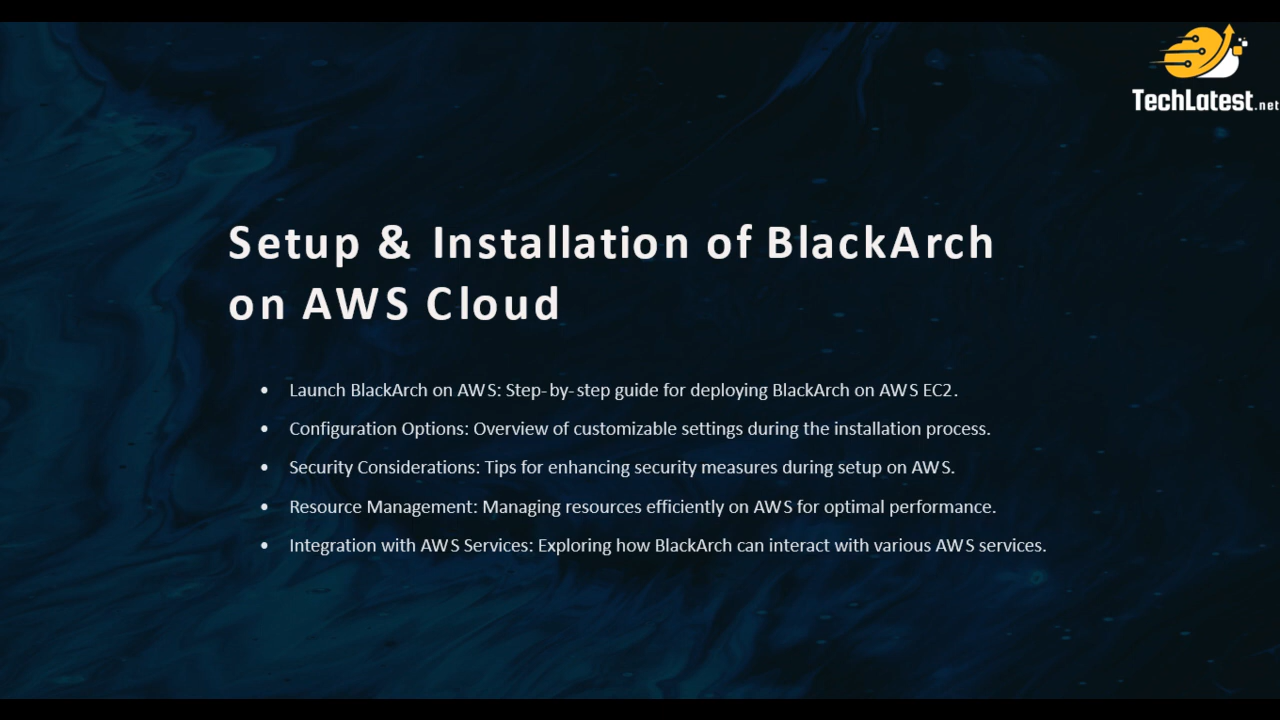 TechLatest.net
Setup & Installation of BlackArch
on AWS Cloud
• Launch BlackArch on AWS: Step-by-step guide for deploying BlackArch on AWS EC2.
• Configuration Options: Overview of customizable settings during the installation process.
• Security Considerations: Tips for enhancing security measures during setup on AWS.
• Resource Management: Managing resources efficiently on AWS for optimal performance.
• Integration with AWS Services: Exploring how BlackArch can interact with various AWS services.